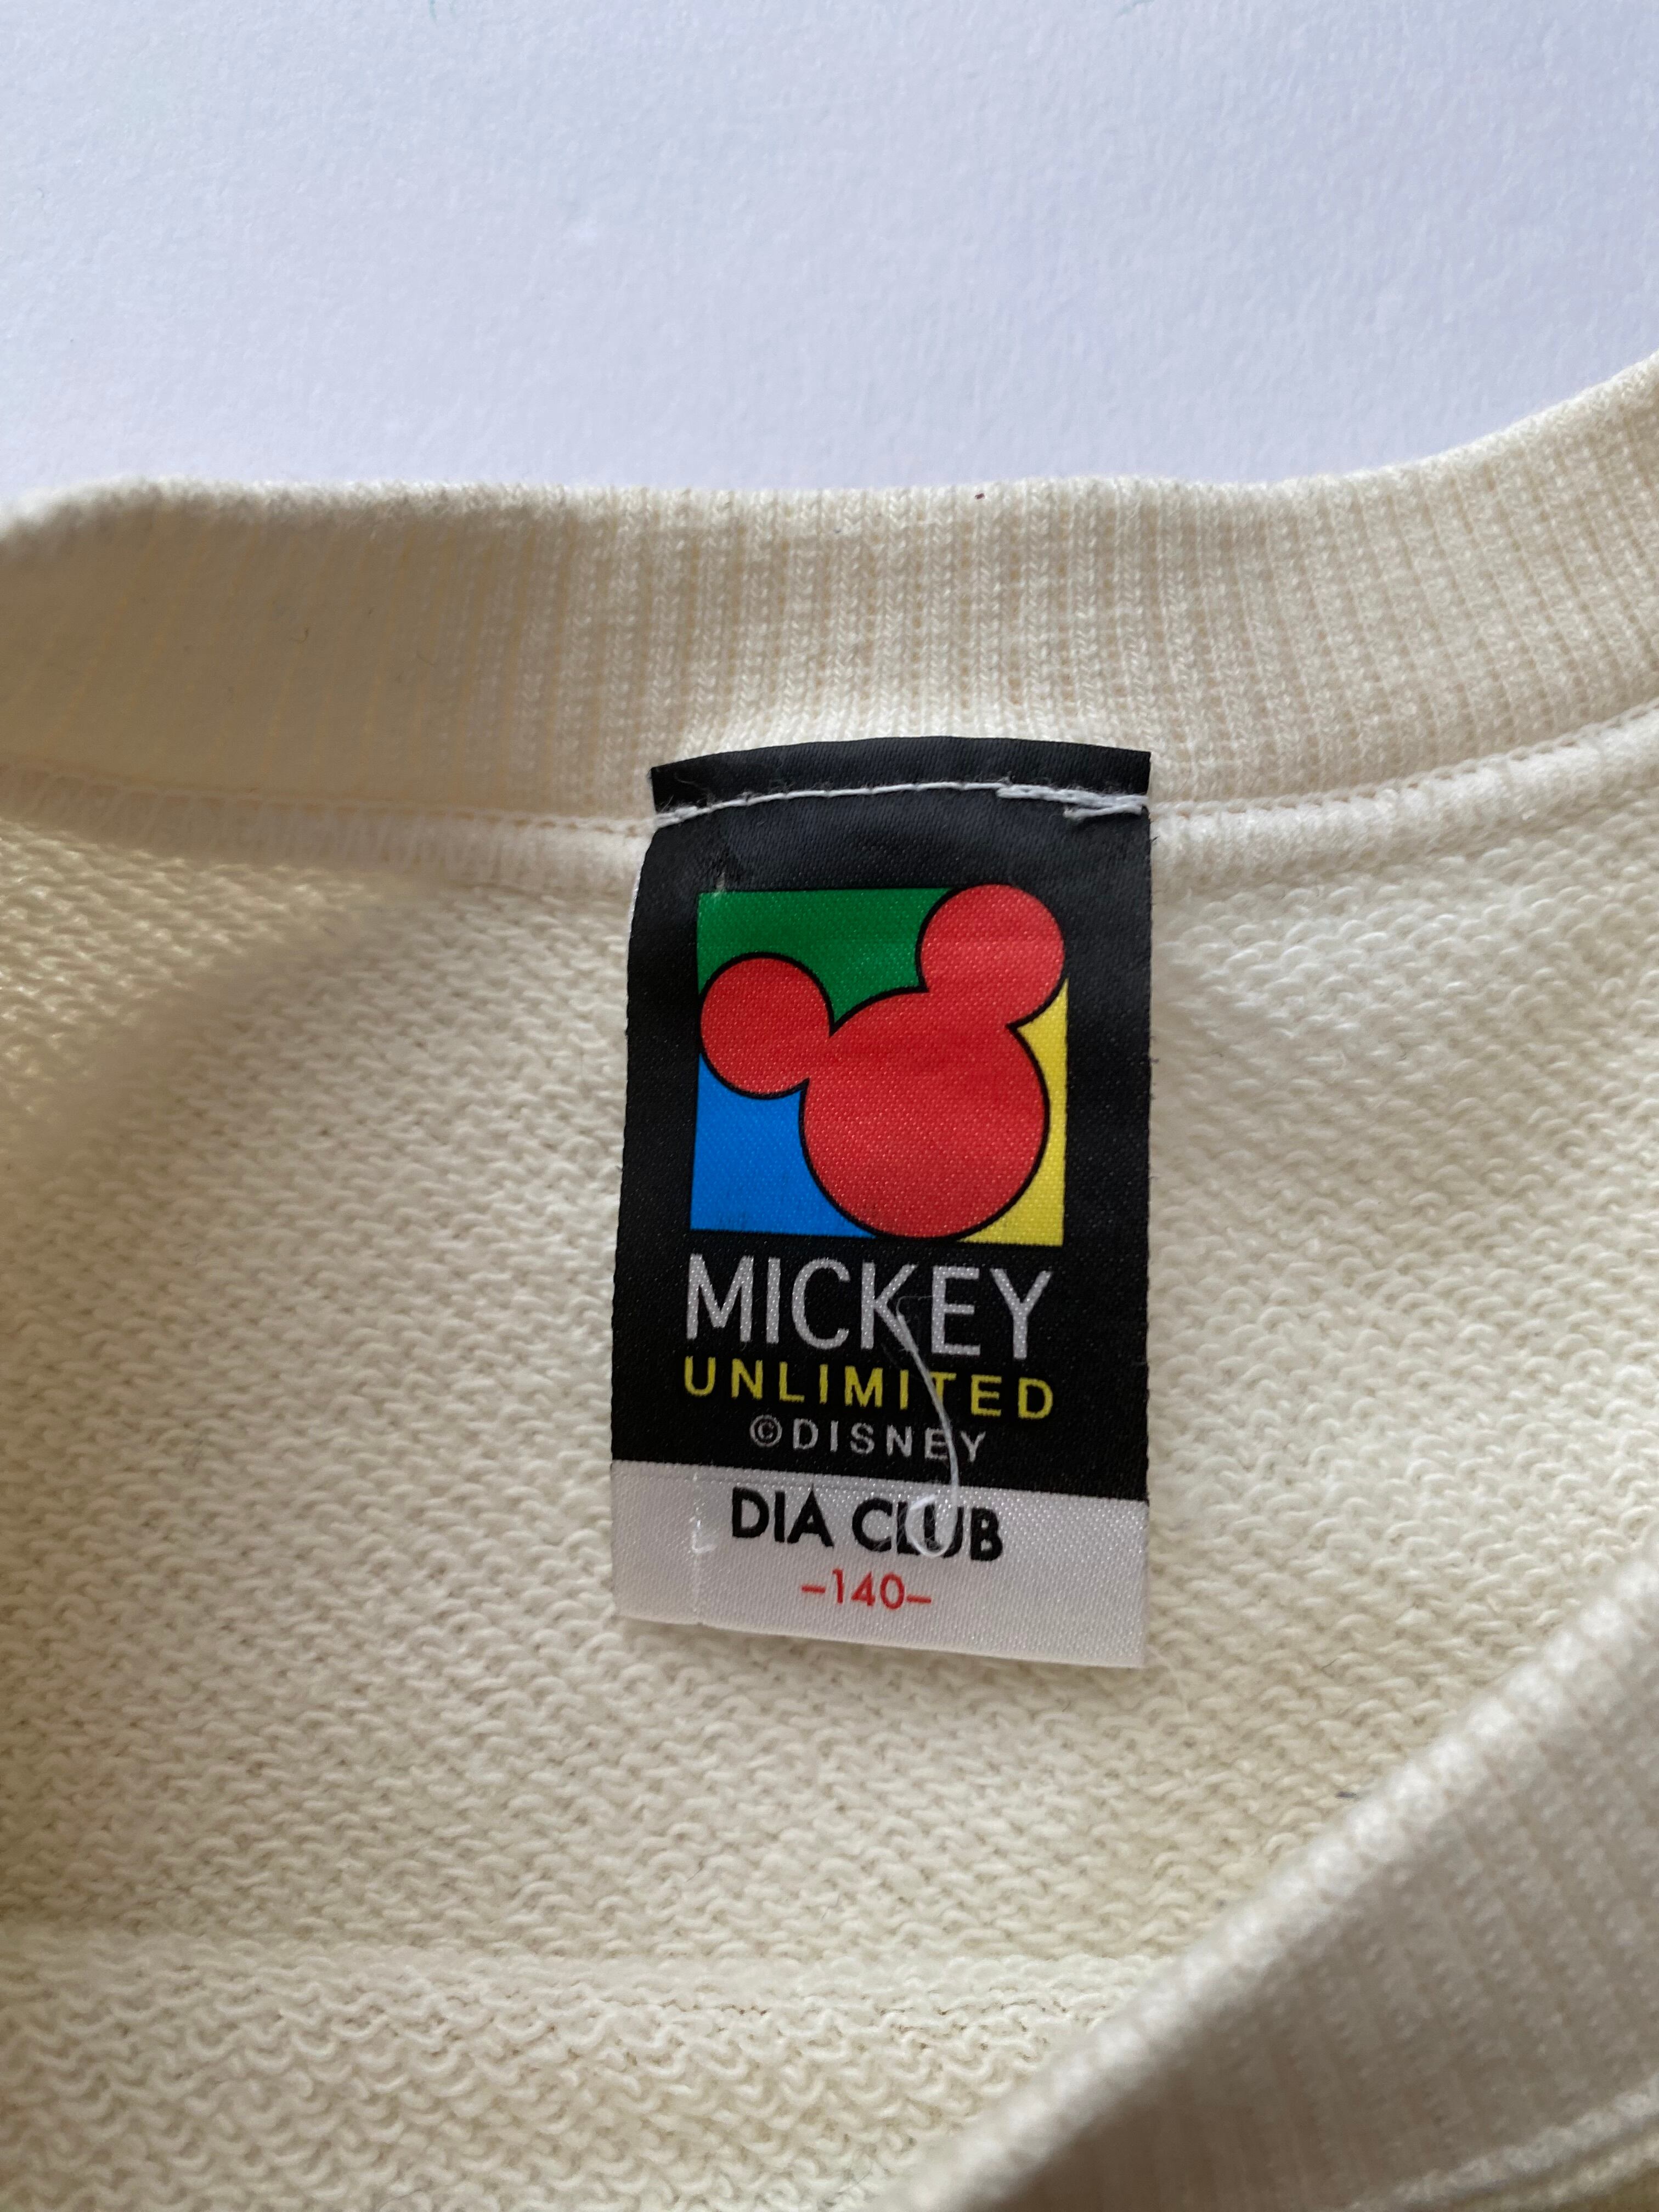 MICKEY
UNLIMITED
©DISNEY
DIA CLUB
-140-